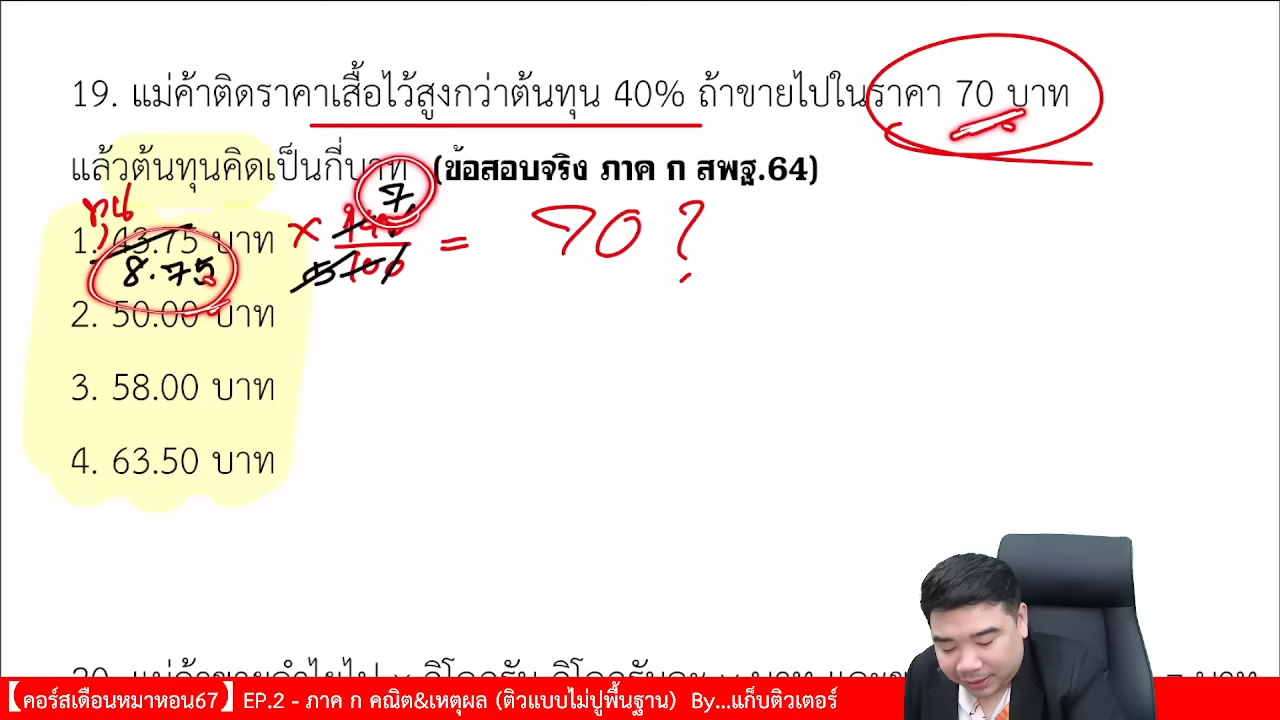 19. แม่ค้าติดราคาเสื้อไว้สูงกว่าต้นทุน 40% ถ้าขายไปในราคา 70 บาท
แล้วต้นทุนคิดเป็นกี่บาท (ข้อสอบจริง ภาค ก สพฐ.64)
ทุน
7
1. 43.75 บาท × 140 = 70 ?
8.75 5 100
2. 50.00 บาท
3. 58.00 บาท
4. 63.50 บาท
【คอร์สเดือนหมาหอน67】 EP.2 - ภาค ก คณิต&เหตุผล (ติวแบบไม่ปูพื้นฐาน) By...แก็บติวเตอร์